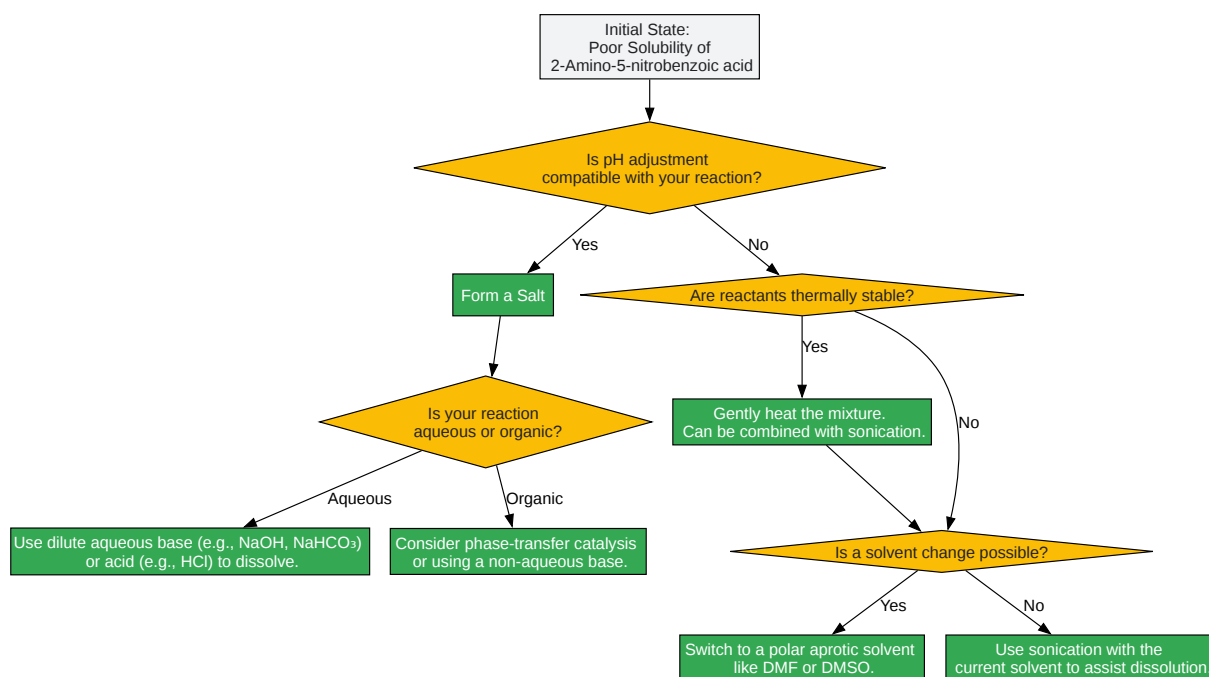 Initial State:
Poor Solubility of
2-Amino-5-nitrobenzoic acid
Is pH adjustment
compatible with your reaction?
Yes
No
Form a Salt
Are reactants thermally stable?
Yes
No
Is your reaction
aqueous or organic?
Gently heat the mixture.
Can be combined with sonication.
Aqueous
Organic
Use dilute aqueous base (e.g., NaOH, NaHCO₃)
or acid (e.g., HCl) to dissolve.
Consider phase-transfer catalysis
or using a non-aqueous base.
Is a solvent change possible?
Yes
No
Switch to a polar aprotic solvent
like DMF or DMSO.
Use sonication with the
current solvent to assist dissolution